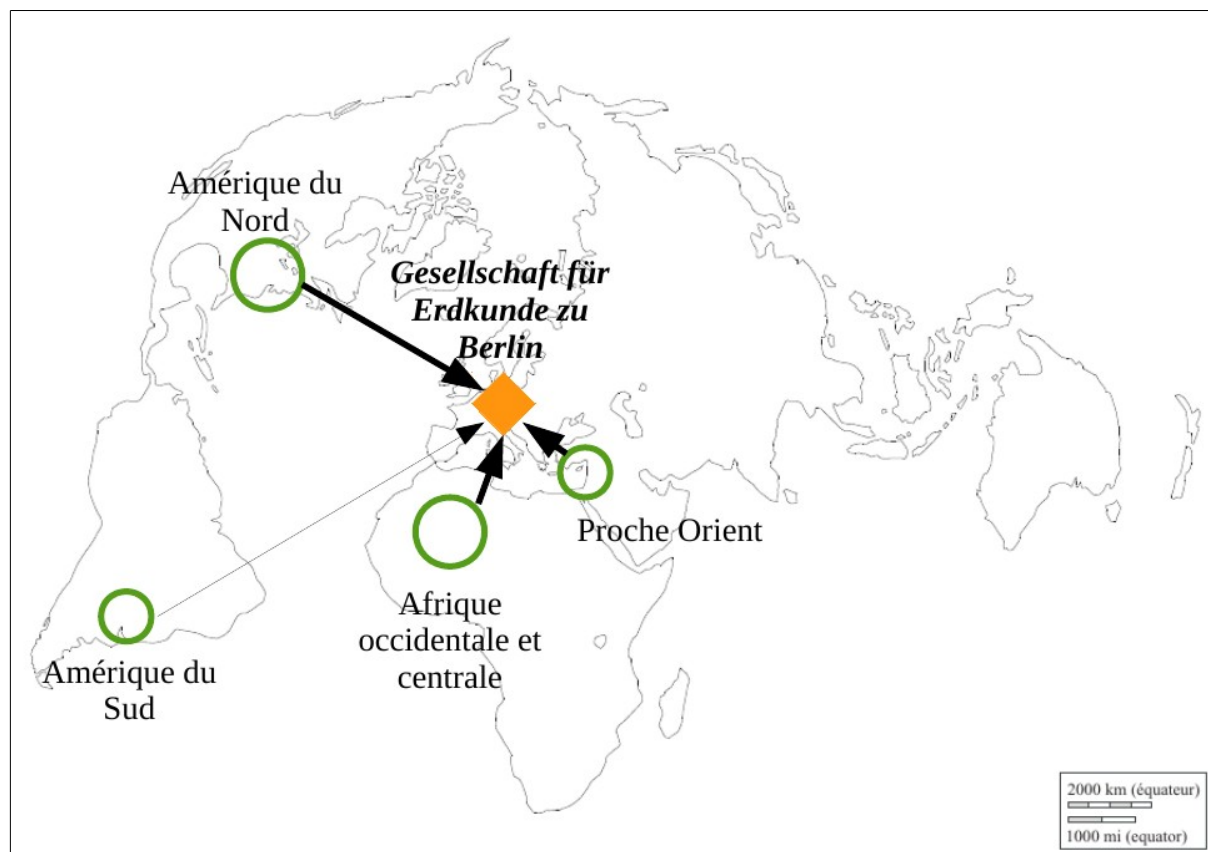 Amérique du
Nord
Gesellschaft für
Erdkunde zu
Berlin
Proche Orient
Afrique
occidentale et
centrale
Amérique du
Sud
2000 km (équateur)
1000 mi (equator)